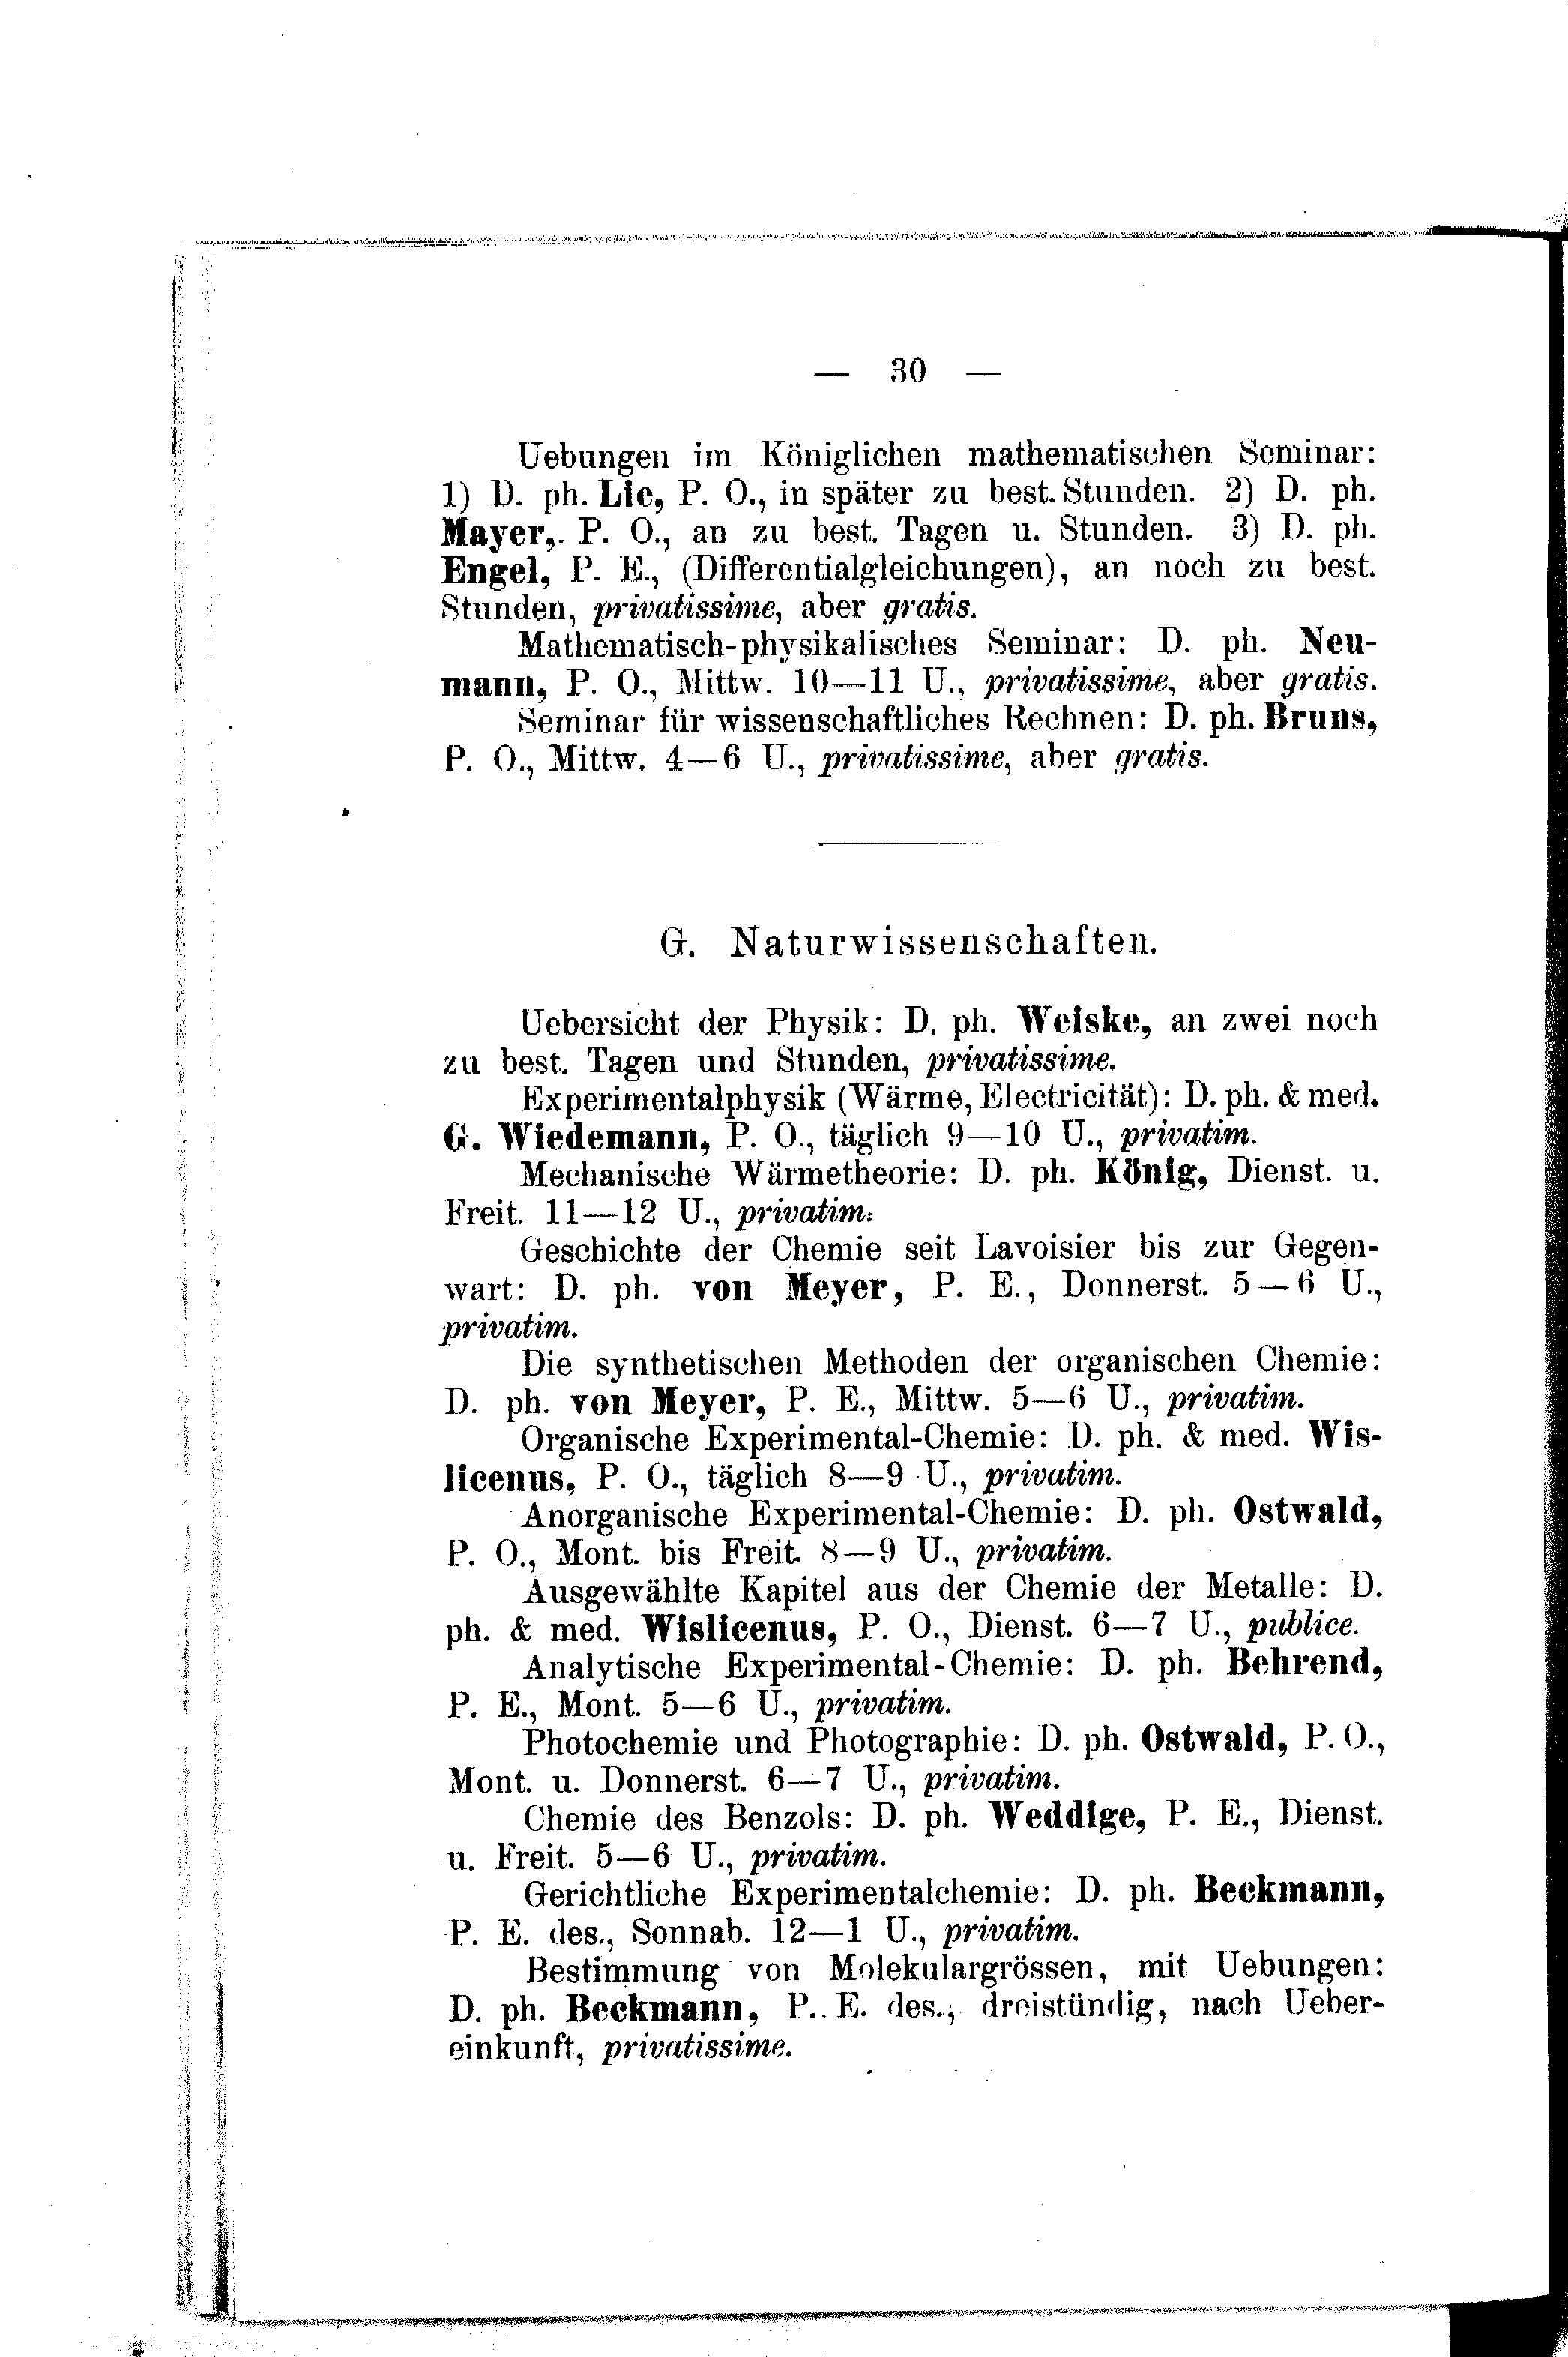 — 30 —
Uebungen im Königlichen mathematischen Seminar:
1) D. ph. Lie, P. O., in später zu best. Stunden. 2) D. ph.
Mayer, P. O., an zu best. Tagen u. Stunden. 3) D. ph.
Engel, P. E., (Differentialgleichungen), an noch zu best.
Stunden, privatissime, aber gratis.
Mathematisch-physikalisches Seminar: D. ph. Neu-
mann, P. O., Mittw. 10—11 U., privatissime, aber gratis.
Seminar für wissenschaftliches Rechnen: D. ph. Bruns,
P. O., Mittw. 4—6 U., privatissime, aber gratis.
G. Naturwissenschaften.
Uebersicht der Physik: D. ph. Weiske, an zwei noch
zu best. Tagen und Stunden, privatissime.
Experimentalphysik (Wärme, Electricität): D. ph. & med.
G. Wiedemann, P. O., täglich 9—10 U., privatim.
Mechanische Wärmetheorie: D. ph. König, Dienst. u.
Freit. 11—12 U., privatim.
Geschichte der Chemie seit Lavoisier bis zur Gegen-
wart: D. ph. von Meyer, P. E., Donnerst. 5—6 U.,
privatim.
Die synthetischen Methoden der organischen Chemie:
D. ph. von Meyer, P. E., Mittw. 5—6 U., privatim.
Organische Experimental-Chemie: D. ph. & med. Wis-
licenus, P. O., täglich 8—9 U., privatim.
Anorganische Experimental-Chemie: D. ph. Ostwald,
P. O., Mont. bis Freit. 8—9 U., privatim.
Ausgewählte Kapitel aus der Chemie der Metalle: D.
ph. & med. Wislicenus, P. O., Dienst. 6—7 U., publice.
Analytische Experimental-Chemie: D. ph. Behrend,
P. E., Mont. 5—6 U., privatim.
Photochemie und Photographie: D. ph. Ostwald, P. O.,
Mont. u. Donnerst. 6—7 U., privatim.
Chemie des Benzols: D. ph. Weddige, P. E., Dienst.
u. Freit. 5—6 U., privatim.
Gerichtliche Experimentalchemie: D. ph. Beckmann,
P. E. des., Sonnab. 12—1 U., privatim.
Bestimmung von Molekulargrössen, mit Uebungen:
D. ph. Beckmann, P. E. des., dreistündig, nach Ueber-
einkunft, privatissime.